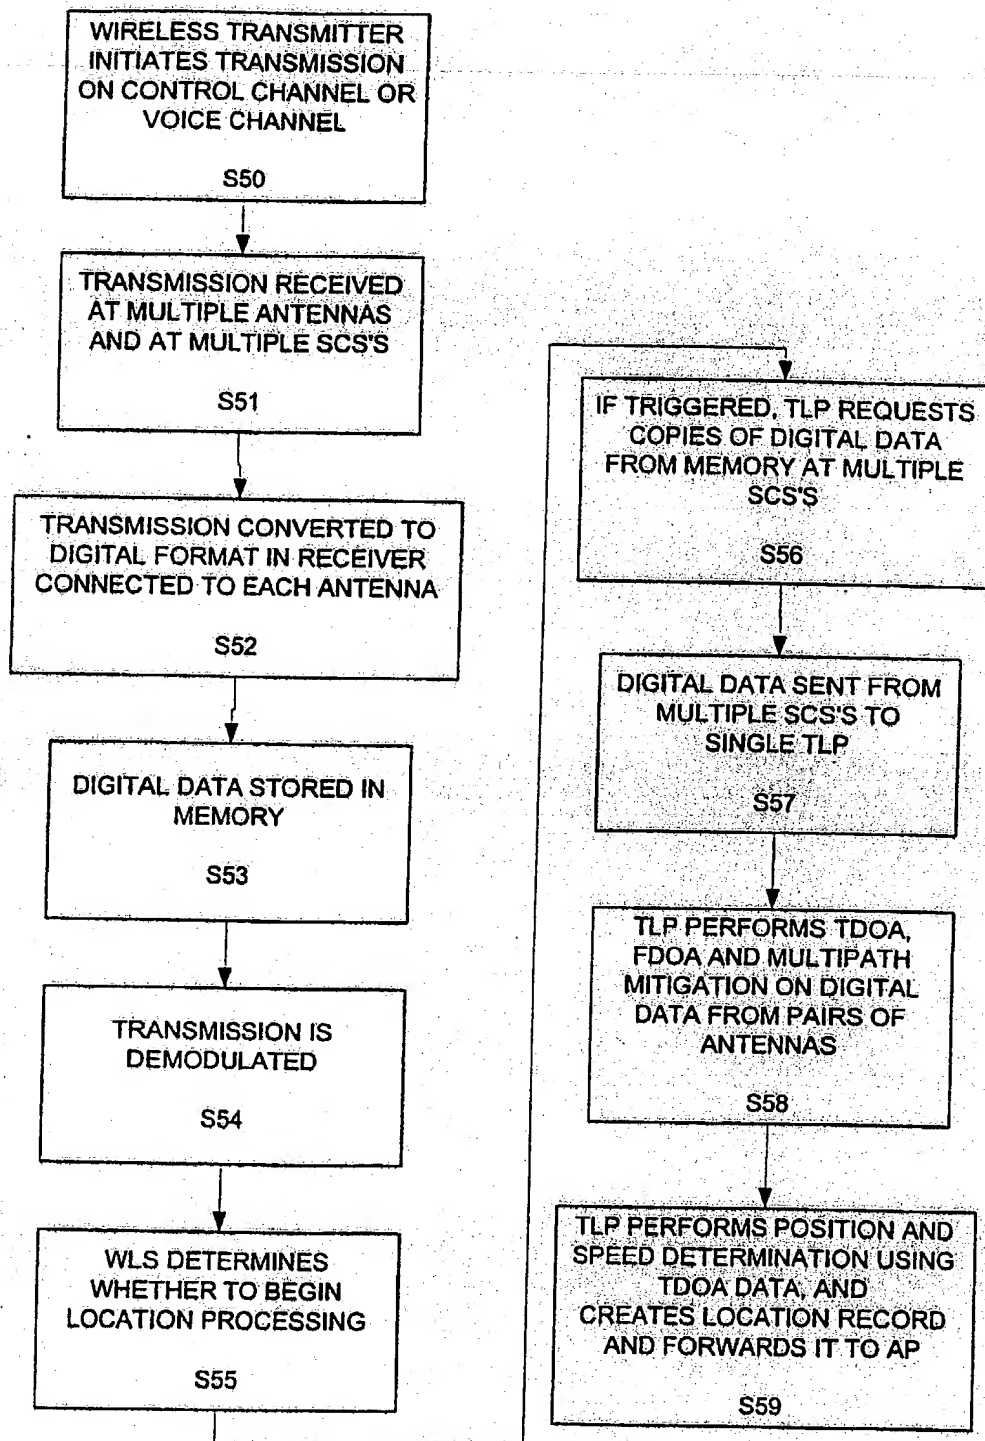 WIRELESS TRANSMITTER
INITIATES TRANSMISSION
ON CONTROL CHANNEL OR
VOICE CHANNEL
S50
TRANSMISSION RECEIVED
AT MULTIPLE ANTENNAS
AND AT MULTIPLE SCS'S
S51
TRANSMISSION CONVERTED TO
DIGITAL FORMAT IN RECEIVER
CONNECTED TO EACH ANTENNA
S52
DIGITAL DATA STORED IN
MEMORY
S53
TRANSMISSION IS
DEMODULATED
S54
WLS DETERMINES
WHETHER TO BEGIN
LOCATION PROCESSING
S55
IF TRIGGERED, TLP REQUESTS
COPIES OF DIGITAL DATA
FROM MEMORY AT MULTIPLE
SCS'S
S56
DIGITAL DATA SENT FROM
MULTIPLE SCS'S TO
SINGLE TLP
S57
TLP PERFORMS TDOA,
FDOA AND MULTIPATH
MITIGATION ON DIGITAL
DATA FROM PAIRS OF
ANTENNAS
S58
TLP PERFORMS POSITION AND
SPEED DETERMINATION USING
TDOA DATA, AND
CREATES LOCATION RECORD
AND FORWARDS IT TO AP
S59